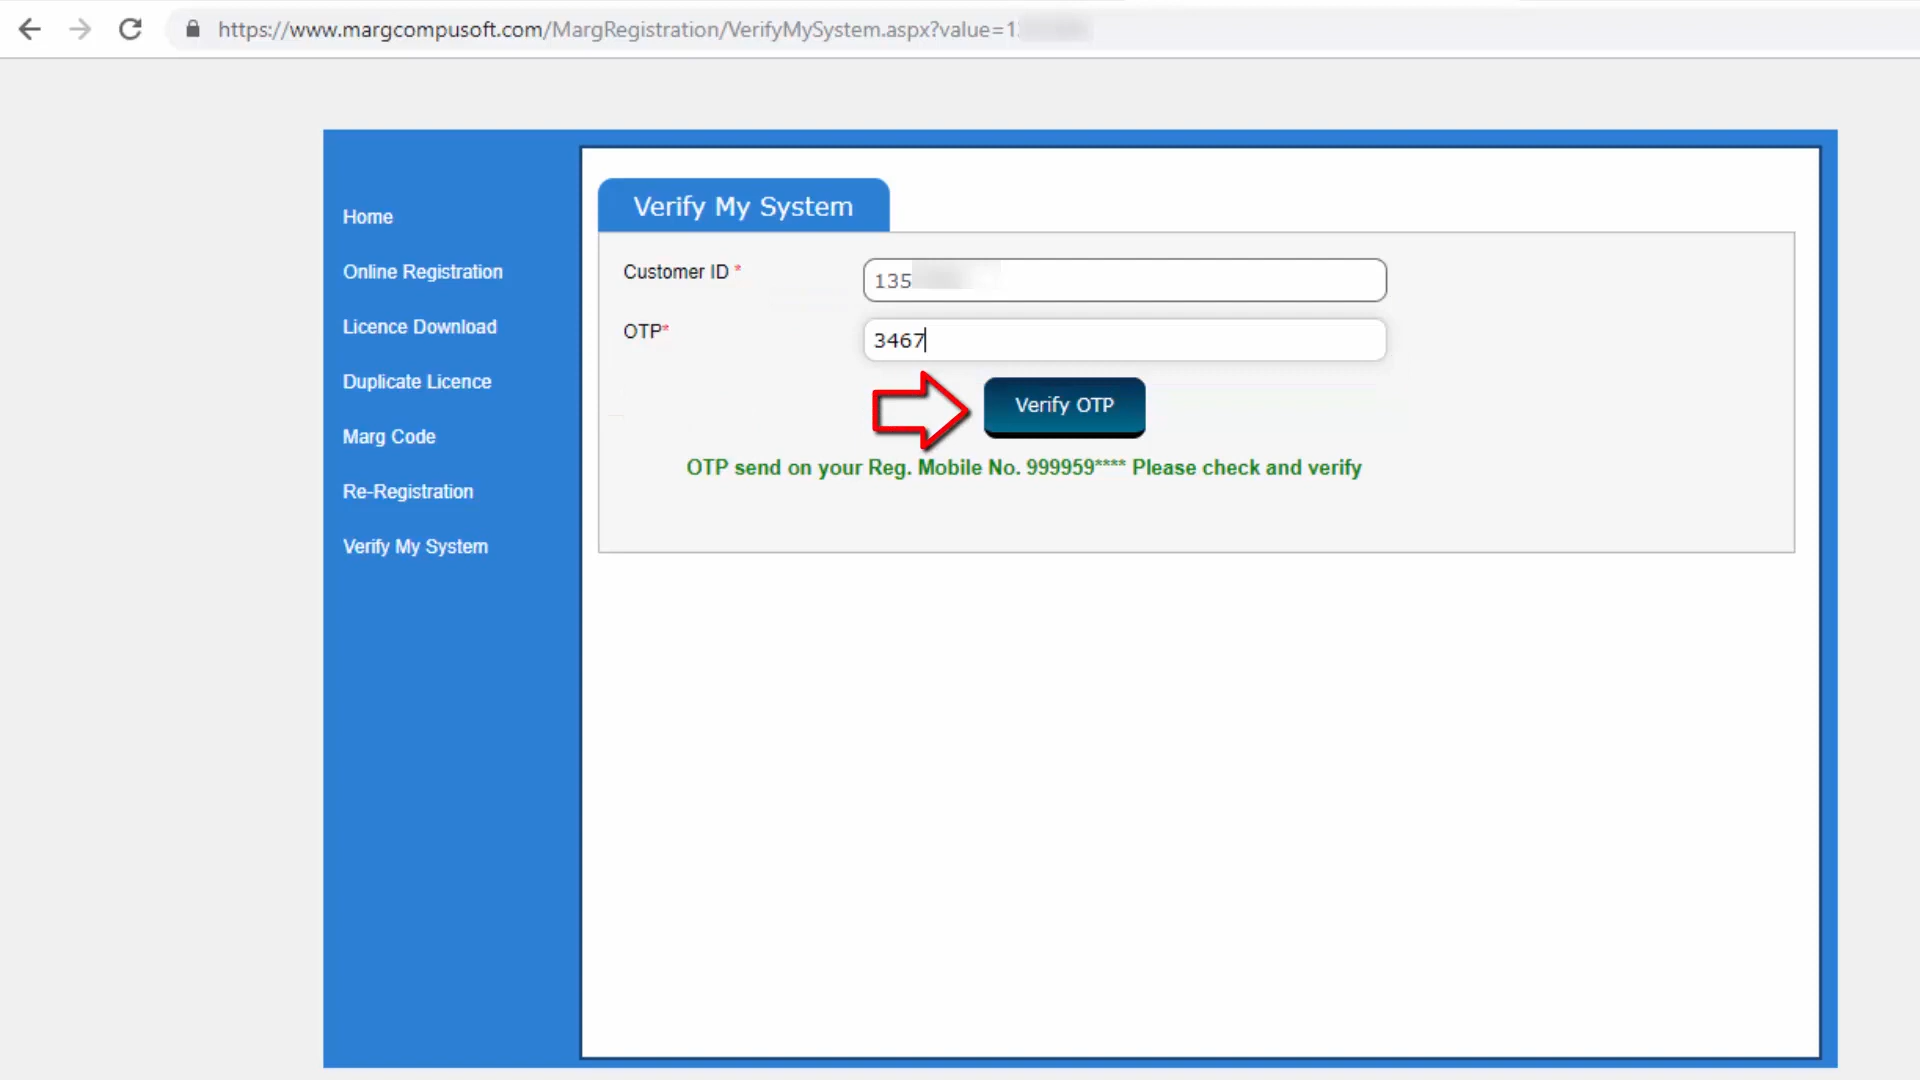 https://www.margcompusoft.com/MargRegistration/VerifyMySystem.aspx?value=1
Verify My System
Home
Customer ID *
135
Online Registration
OTP*
3467
Licence Download
Duplicate Licence
Verify OTP
Marg Code
OTP send on your Reg. Mobile No. 999959**** Please check and verify
Re-Registration
Verify My System